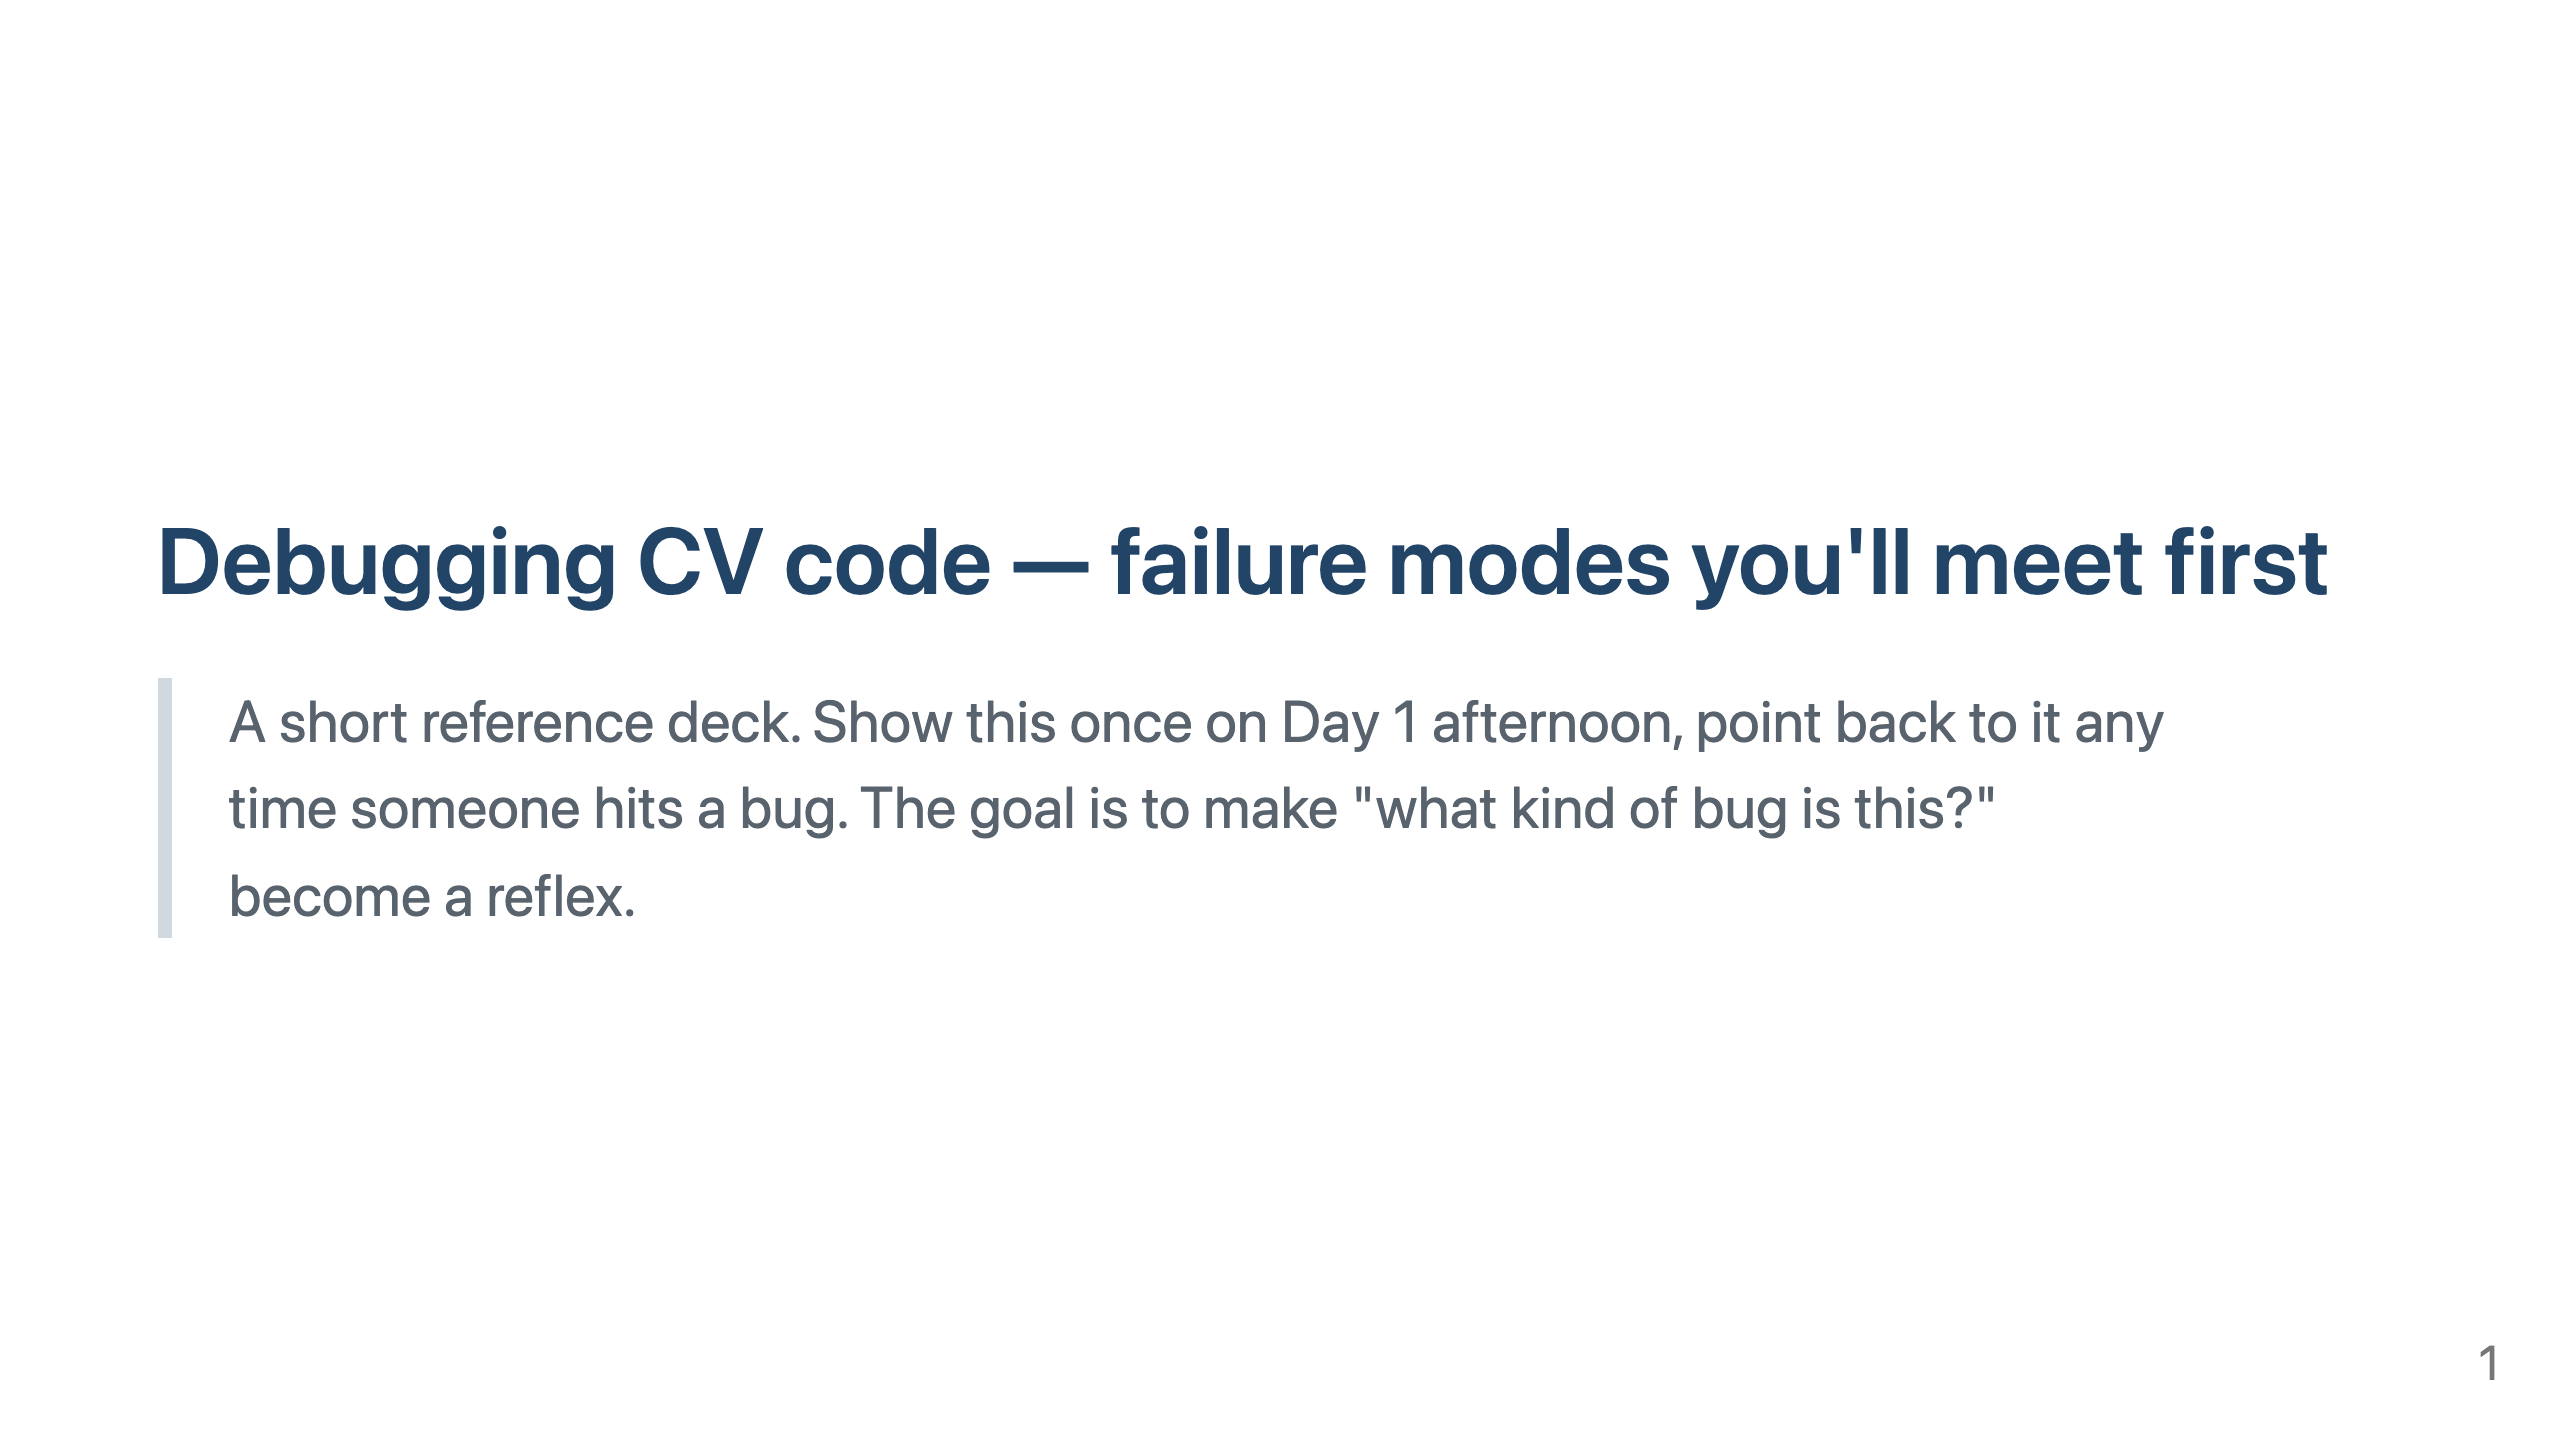 Debugging CV code — failure modes you'll meet first
A short reference deck. Show this once on Day 1 afternoon, point back to it any
time someone hits a bug. The goal is to make "what kind of bug is this?"
become a reflex.
1